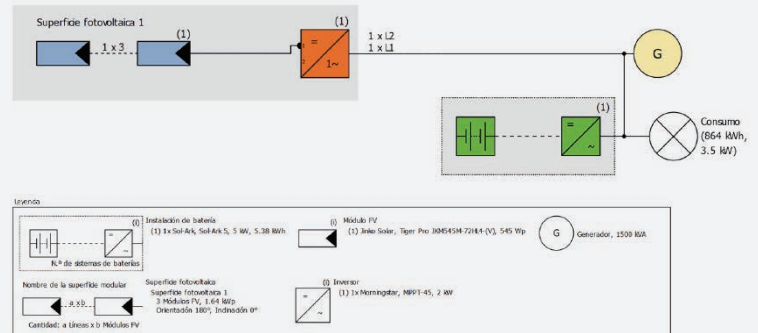 Superficie fotovoltaica 1
(1)
1 x 3
(1)
=
1~
1 x L2
1 x L1
G
(1)
=
~
Consumo
(864 kWh,
3.5 kW)
Leyenda
(i)
Instalación de batería
(1) 1x Sol-Ark, Sol-Ark 5, 5 kW, 5.38 kWh
=
~
N.º de sistemas de baterías
(i)
Módulo FV
(1) Jinko Solar, Tiger Pro JKM545M-72HL4-(V), 545 Wp
G
Generador, 1500 kVA
Nombre de la superficie modular
(i)
a x b
Cantidad: a Líneas x b Módulos FV
Superficie fotovoltaica
Superficie fotovoltaica 1
3 Módulos FV, 1.64 kWp
Orientación 180°, Inclinación 0°
(i)
Inversor
(1) 1x Morningstar, MPPT-45, 2 kW
=
~